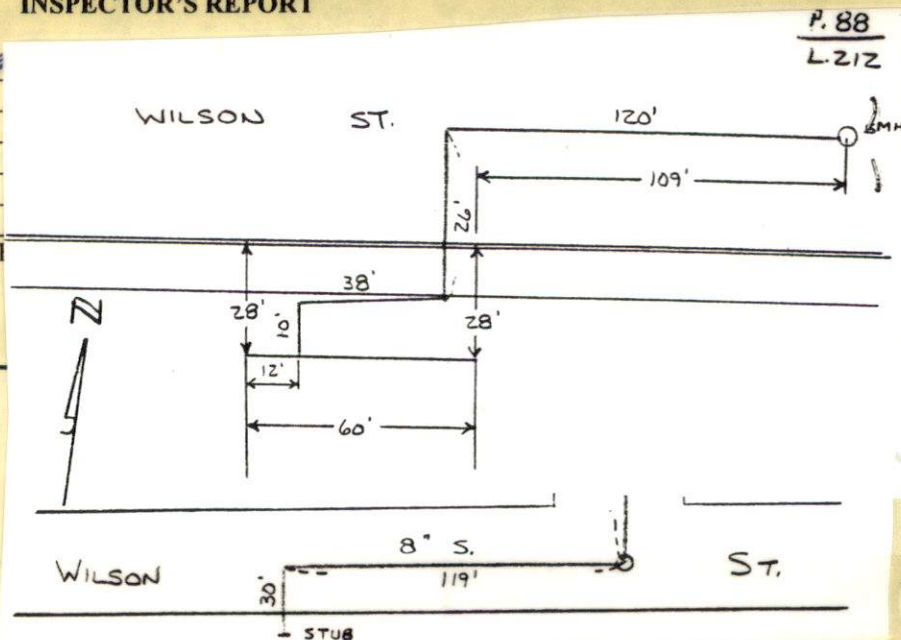 INSPECTOR'S REPORT
P. 88
L. 212
WILSON ST.
120'
SMH
109'
26'
38'
28'
10'
28'
12'
60'
N
8" S.
WILSON
119'
ST.
30'
STUB